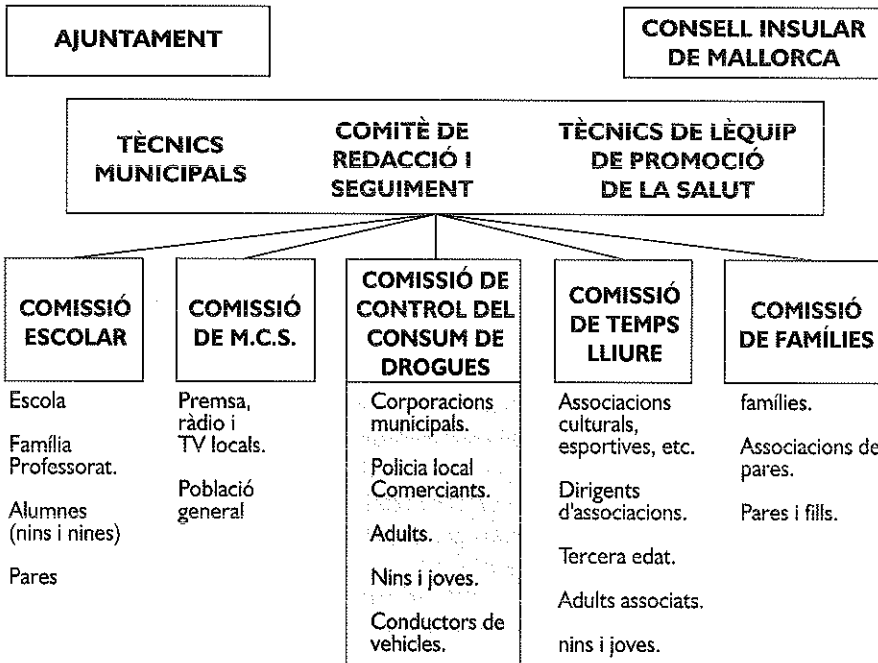 AJUNTAMENT
CONSELL INSULAR
DE MALLORCA
TÈCNICS
MUNICIPALS
COMITÈ DE
REDACCIÓ I
SEGUIMENT
TÈCNICS DE LÈQUIP
DE PROMOCIÓ
DE LA SALUT
COMISSIÓ
ESCOLAR
Escola
Família
Professorat.
Alumnes
(nins i nines)
Pares
COMISSIÓ
DE M.C.S.
Premsa,
ràdio i
TV locals.
Població
general
COMISSIÓ DE
CONTROL DEL
CONSUM DE
DROGUES
Corporacions
municipals.
Policia local
Comerciants.
Adults.
Nins i joves.
Conductors de
vehicles.
COMISSIÓ
DE TEMPS
LLIURE
Associacions
culturals,
esportives, etc.
Dirigents
d'associacions.
Tercera edat.
Adults associats.
nins i joves.
COMISSIÓ
DE FAMÍLIES
famílies.
Associacions de
pares.
Pares i fills.